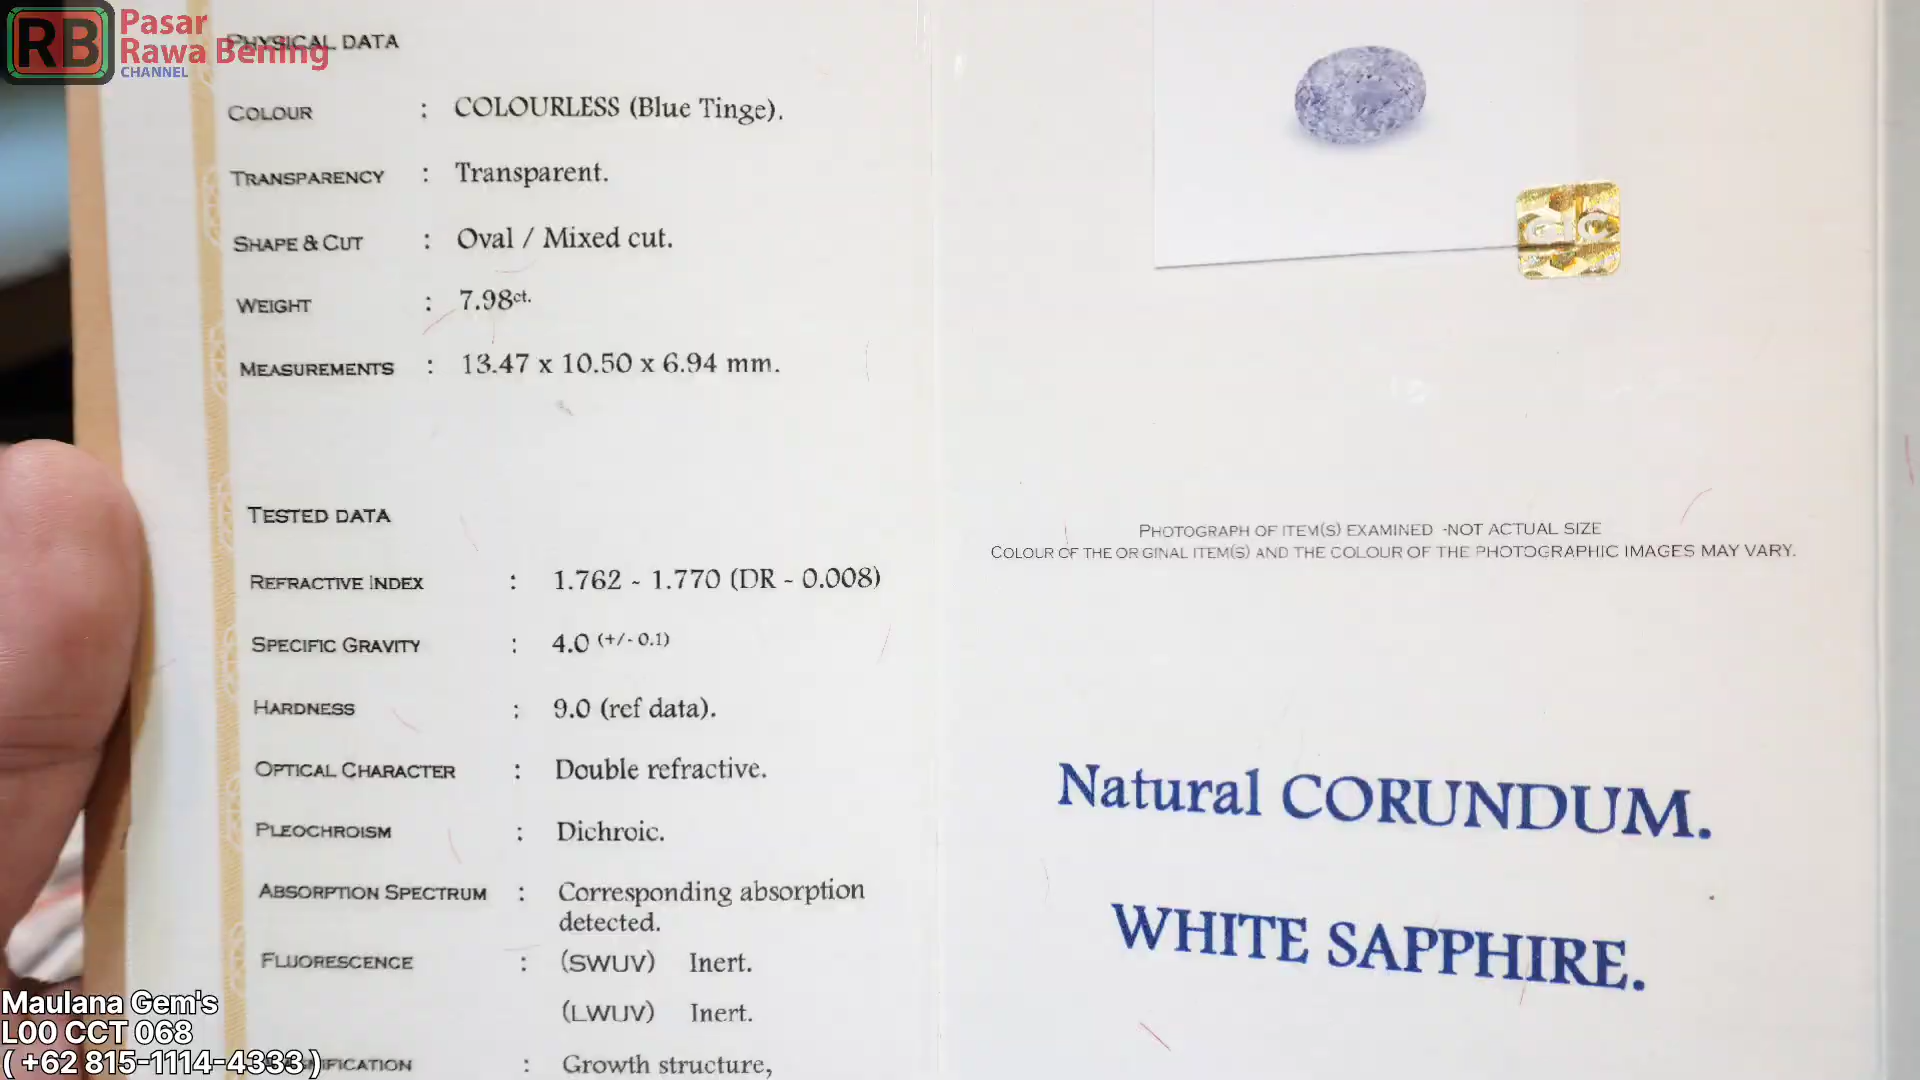 RB Pasar
Rawa Bening
CHANNEL
PHYSICAL DATA
COLOUR : COLOURLESS (Blue Tinge).
TRANSPARENCY : Transparent.
SHAPE & CUT : Oval / Mixed cut.
WEIGHT : 7.98ct.
MEASUREMENTS : 13.47 x 10.50 x 6.94 mm.
TESTED DATA
REFRACTIVE INDEX : 1.762 ~ 1.770 (DR - 0.008)
SPECIFIC GRAVITY : 4.0 (+/- 0.1)
HARDNESS : 9.0 (ref data).
OPTICAL CHARACTER : Double refractive.
PLEOCHROISM : Dichroic.
ABSORPTION SPECTRUM : Corresponding absorption
detected.
FLUORESCENCE : (SWUV) Inert.
(LWUV) Inert.
: Growth structure,
PHOTOGRAPH OF ITEM(S) EXAMINED -NOT ACTUAL SIZE
COLOUR OF THE ORIGINAL ITEM(S) AND THE COLOUR OF THE PHOTOGRAPHIC IMAGES MAY VARY.
Natural CORUNDUM.
WHITE SAPPHIRE.
Maulana Gem's
L00 CCT 068
( +62 815-1114-4333 )